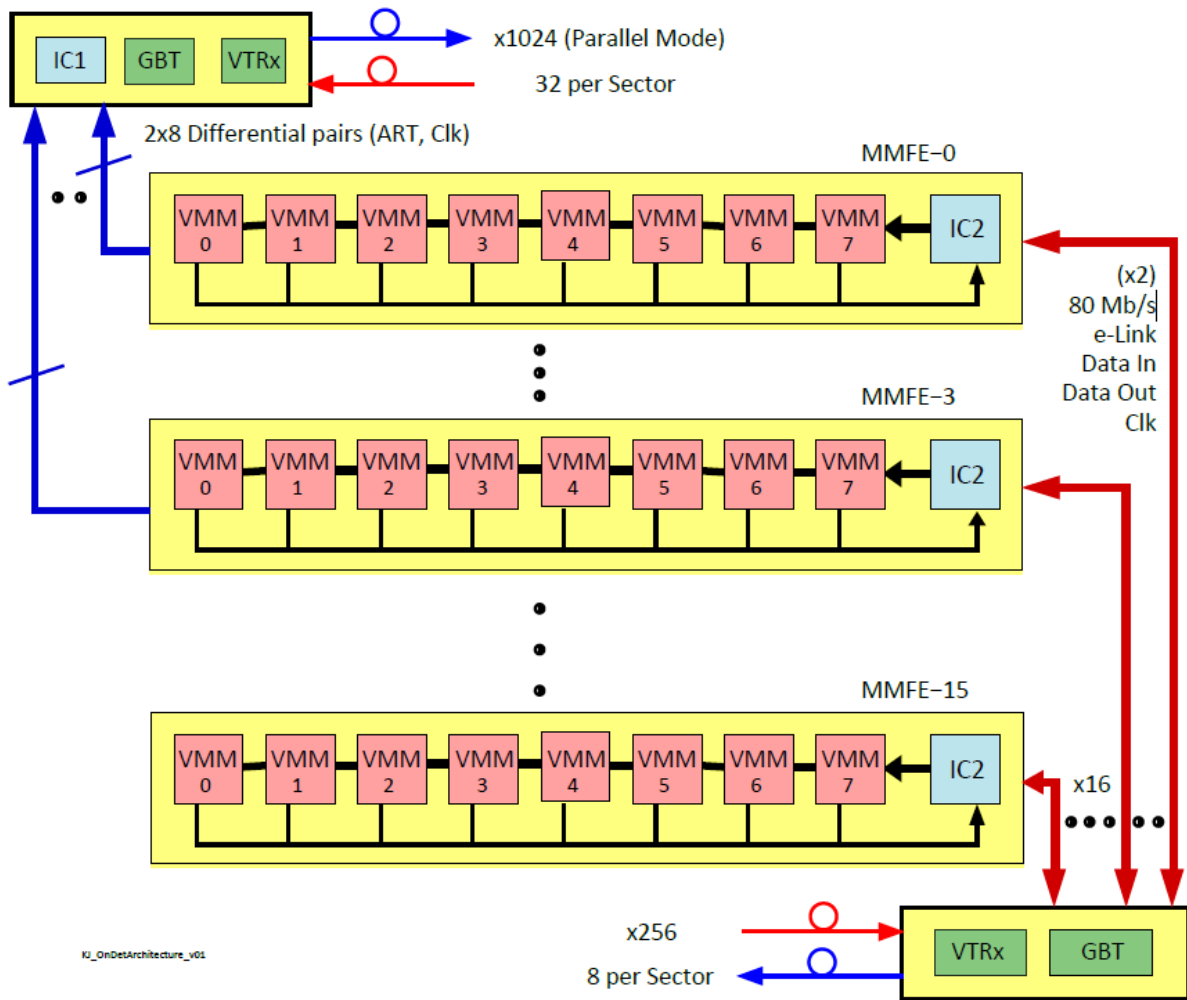 IC1
GBT
VTRx
x1024 (Parallel Mode)
32 per Sector
2x8 Differential pairs (ART, Clk)
MMFE−0
VMM
0
VMM
1
VMM
2
VMM
3
VMM
4
VMM
5
VMM
6
VMM
7
IC2
(x2)
80 Mb/s
e-Link
Data In
Data Out
Clk
MMFE−3
VMM
0
VMM
1
VMM
2
VMM
3
VMM
4
VMM
5
VMM
6
VMM
7
IC2
MMFE−15
VMM
0
VMM
1
VMM
2
VMM
3
VMM
4
VMM
5
VMM
6
VMM
7
IC2
x16
x256
8 per Sector
VTRx
GBT
KJ_OnDetArchitecture_v01